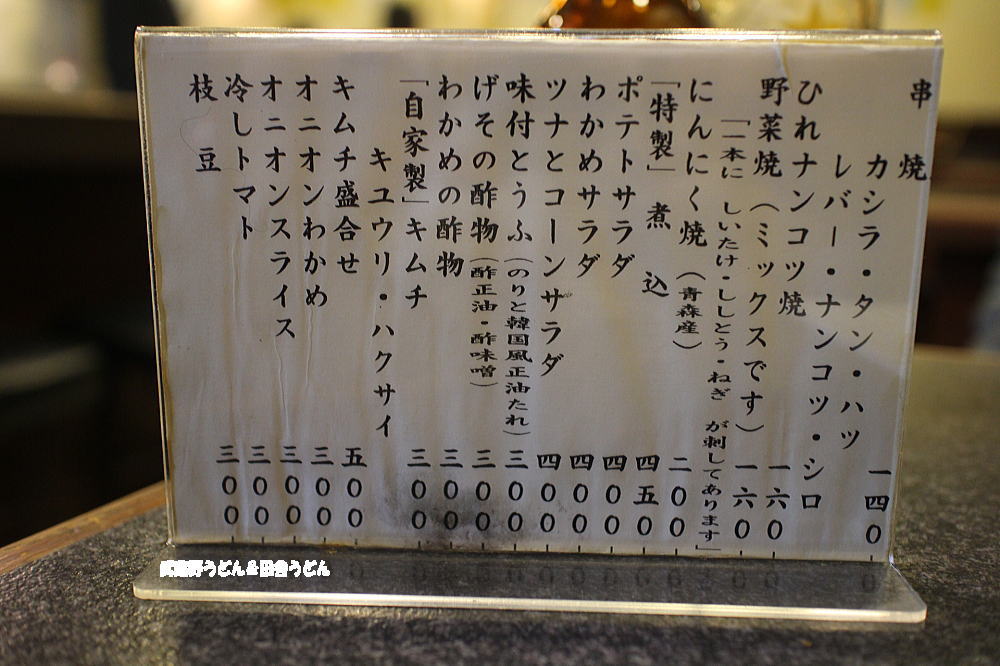 串焼
カシラ・タン・ハツ 一四〇
レバー・ナンコツ・シロ
ひれナンコツ焼 一六〇
野菜焼（ミックスです） 一六〇
「一本に しいたけ・ししとう・ねぎ が刺してあります」
にんにく焼（青森産） 二〇〇
「特製」煮込 四五〇
ポテトサラダ 四〇〇
わかめサラダ 四〇〇
ツナとコーンサラダ 四〇〇
味付とうふ（のりと韓国風正油たれ） 三〇〇
げその酢物（酢正油・酢味噌） 三〇〇
わかめの酢物 三〇〇
「自家製」キムチ 三〇〇
キュウリ・ハクサイ
キムチ盛合せ 五〇〇
オニオンわかめ 三〇〇
オニオンスライス 三〇〇
冷しトマト 三〇〇
枝豆 三〇〇
武蔵野うどん&田舎うどん